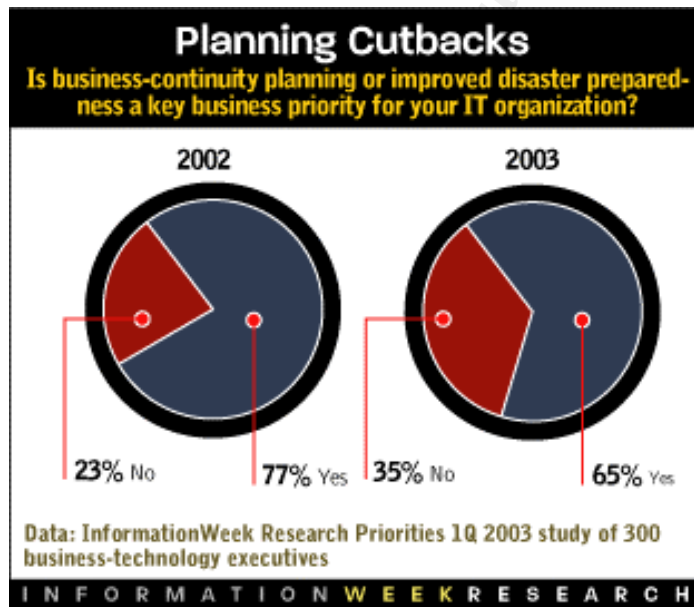 Planning Cutbacks
Is business-continuity planning or improved disaster prepared-
ness a key business priority for your IT organization?
2002 2003
23% No 77% Yes 35% No 65% Yes
Data: InformationWeek Research Priorities 1Q 2003 study of 300
business-technology executives
INFORMATIONWEEKRESEARCH